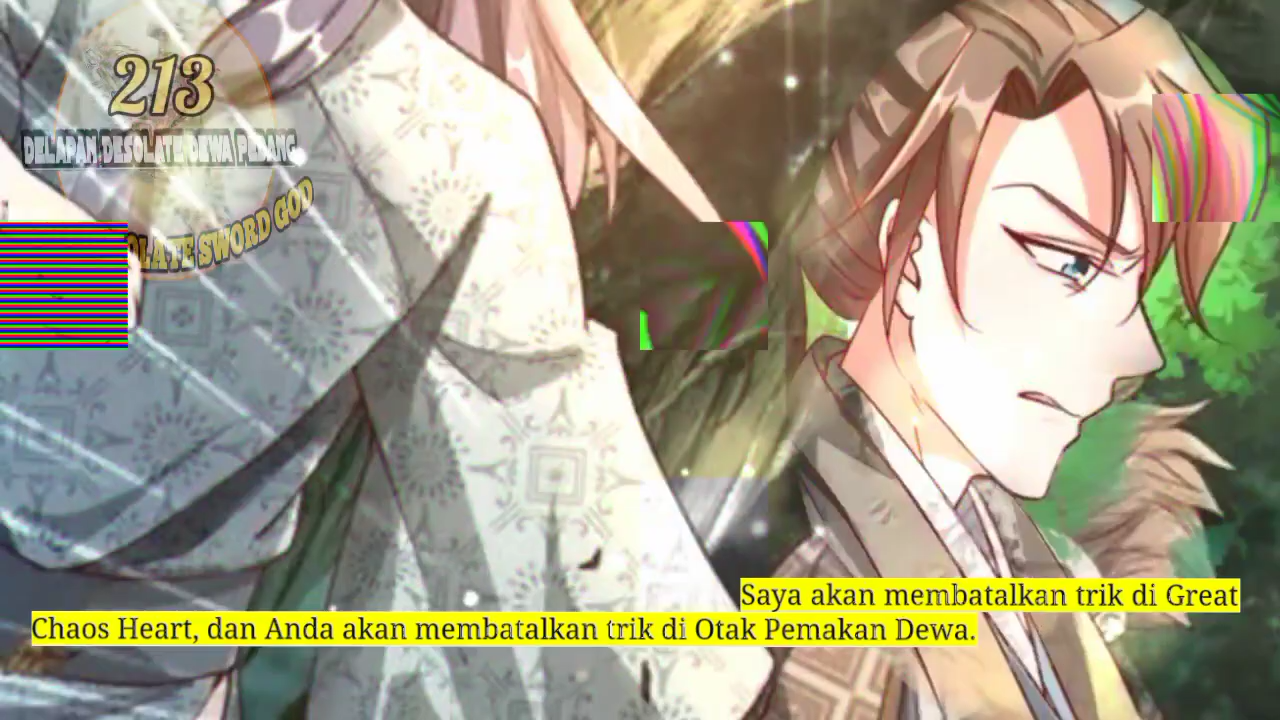 213
DELAPAN DESOLATE DEWA PEDANG
OLATE SWORD GOD
Saya akan membatalkan trik di Great
Chaos Heart, dan Anda akan membatalkan trik di Otak Pemakan Dewa.